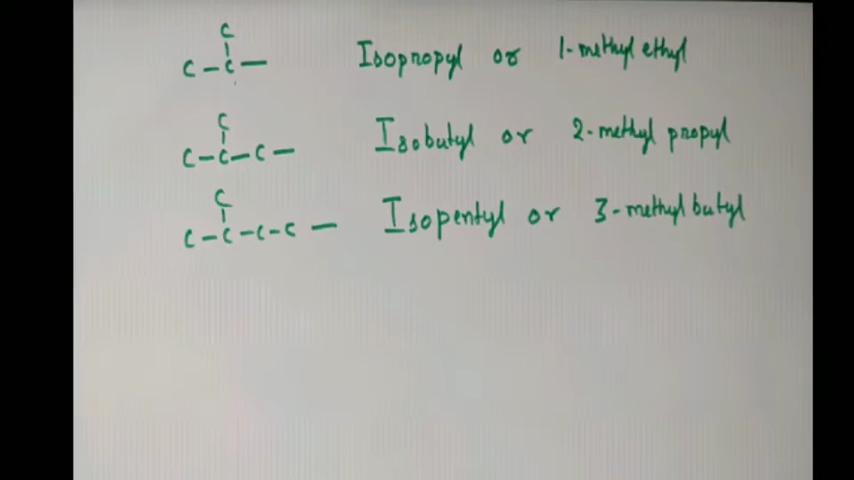 C
C - C - Isopropyl or 1-methyl ethyl
C
C - C - C - Isobutyl or 2-methyl propyl
C
C - C - C - C - Isopentyl or 3-methyl butyl